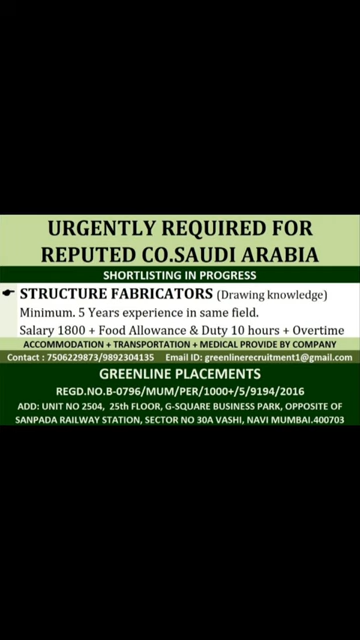 URGENTLY REQUIRED FOR
REPUTED CO.SAUDI ARABIA
SHORTLISTING IN PROGRESS
☛ STRUCTURE FABRICATORS (Drawing knowledge)
Minimum. 5 Years experience in same field.
Salary 1800 + Food Allowance & Duty 10 hours + Overtime
ACCOMMODATION + TRANSPORTATION + MEDICAL PROVIDE BY COMPANY
Contact : 7506229873/9892304135 Email ID: greenlinerecruitment1@gmail.com
GREENLINE PLACEMENTS
REGD.NO.B-0796/MUM/PER/1000+/5/9194/2016
ADD: UNIT NO 2504, 25th FLOOR, G-SQUARE BUSINESS PARK, OPPOSITE OF
SANPADA RAILWAY STATION, SECTOR NO 30A VASHI, NAVI MUMBAI.400703